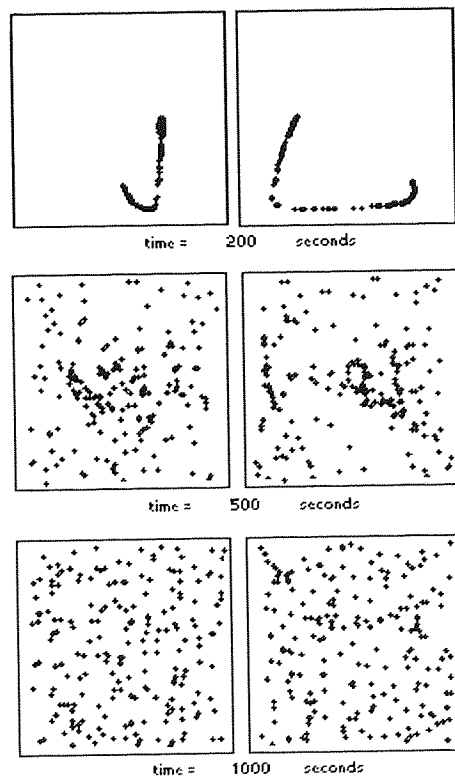 time = 200 seconds
time = 500 seconds
time = 1000 seconds